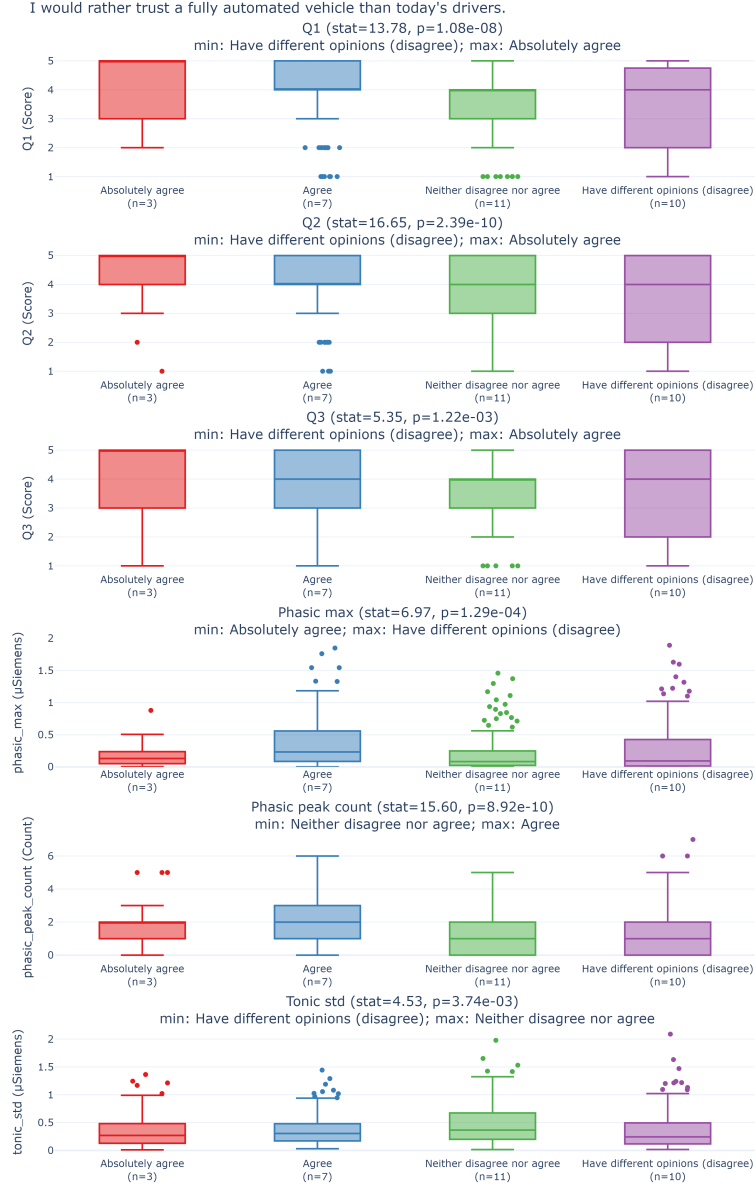 I would rather trust a fully automated vehicle than today's drivers.
Q1 (stat=13.78, p=1.08e-08)
min: Have different opinions (disagree); max: Absolutely agree
Q1 (Score)
5
4
3
2
1
Absolutely agree (n=3)
Agree (n=7)
Neither disagree nor agree (n=11)
Have different opinions (disagree) (n=10)
Q2 (stat=16.65, p=2.39e-10)
min: Have different opinions (disagree); max: Absolutely agree
Q2 (Score)
5
4
3
2
1
Absolutely agree (n=3)
Agree (n=7)
Neither disagree nor agree (n=11)
Have different opinions (disagree) (n=10)
Q3 (stat=5.35, p=1.22e-03)
min: Have different opinions (disagree); max: Absolutely agree
Q3 (Score)
5
4
3
2
1
Absolutely agree (n=3)
Agree (n=7)
Neither disagree nor agree (n=11)
Have different opinions (disagree) (n=10)
Phasic max (stat=6.97, p=1.29e-04)
min: Absolutely agree; max: Have different opinions (disagree)
phasic_max (μSiemens)
2
1.5
1
0.5
0
Absolutely agree (n=3)
Agree (n=7)
Neither disagree nor agree (n=11)
Have different opinions (disagree) (n=10)
Phasic peak count (stat=15.60, p=8.92e-10)
min: Neither disagree nor agree; max: Agree
phasic_peak_count (Count)
6
4
2
0
Absolutely agree (n=3)
Agree (n=7)
Neither disagree nor agree (n=11)
Have different opinions (disagree) (n=10)
Tonic std (stat=4.53, p=3.74e-03)
min: Have different opinions (disagree); max: Neither disagree nor agree
tonic_std (μSiemens)
2
1.5
1
0.5
0
Absolutely agree (n=3)
Agree (n=7)
Neither disagree nor agree (n=11)
Have different opinions (disagree) (n=10)